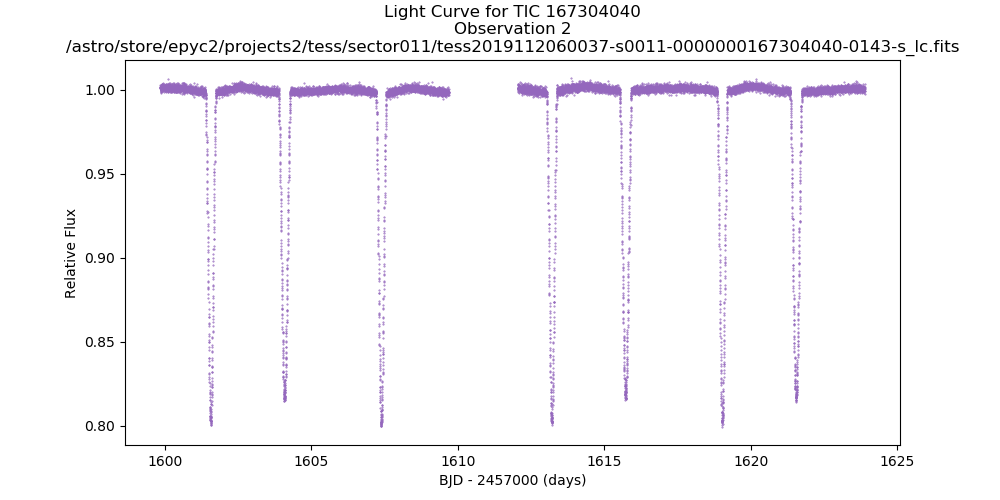 Light Curve for TIC 167304040
Observation 2
/astro/store/epyc2/projects2/tess/sector011/tess2019112060037-s0011-0000000167304040-0143-s_lc.fits
1.00
0.95
0.90
0.85
0.80
Relative Flux
1600
1605
1610
1615
1620
1625
BJD - 2457000 (days)